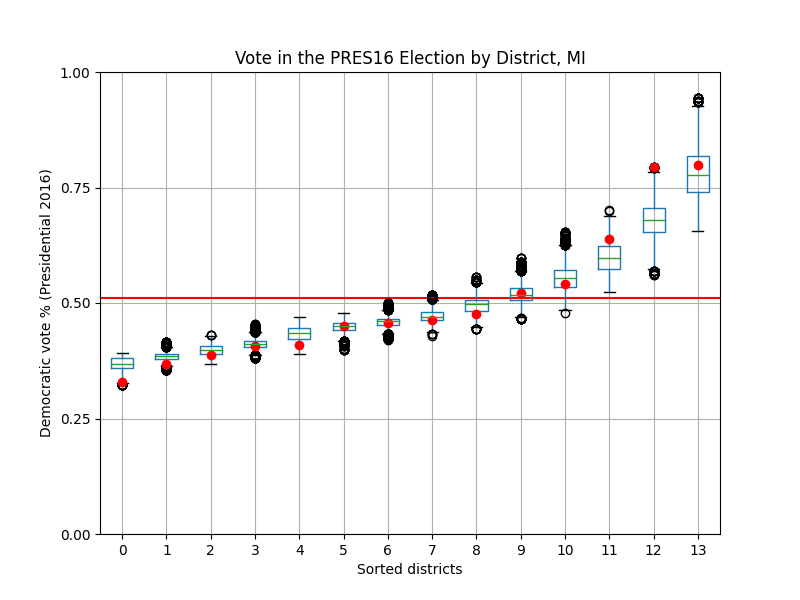 Vote in the PRES16 Election by District, MI
Democratic vote % (Presidential 2016)
1.00
0.75
0.50
0.25
0.00
0 1 2 3 4 5 6 7 8 9 10 11 12 13
Sorted districts